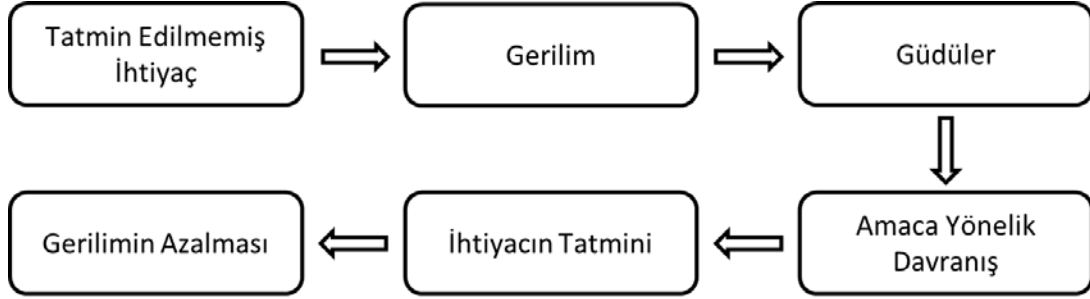 Tatmin Edilmemiş
İhtiyaç
Gerilim
Güdüler
Amaca Yönelik
Davranış
İhtiyacın Tatmini
Gerilimin Azalması